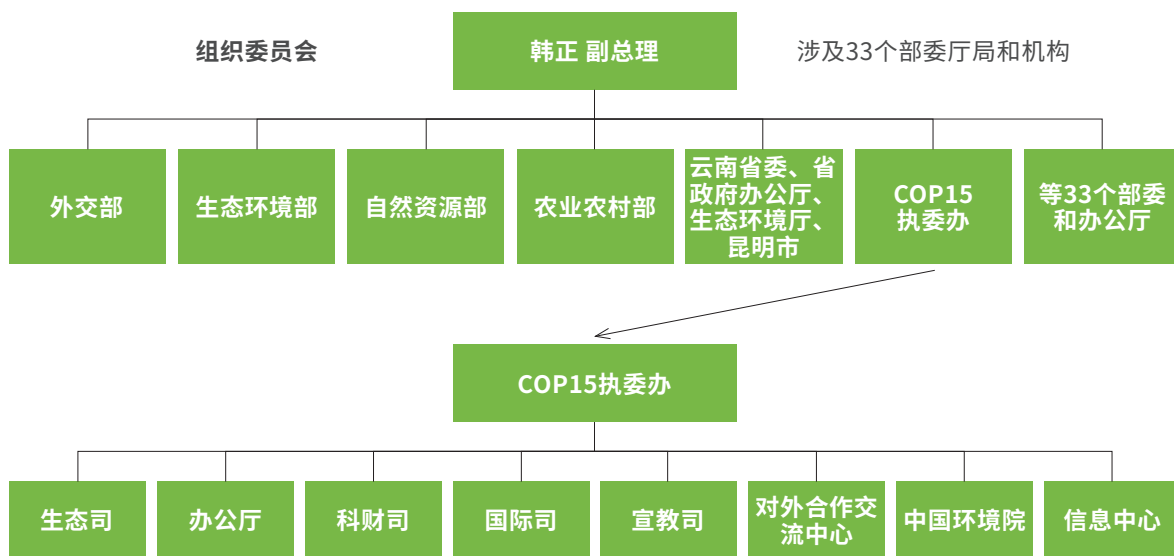 组织委员会
韩正 副总理
涉及33个部委厅局和机构
外交部
生态环境部
自然资源部
农业农村部
云南省委、省
政府办公厅、
生态环境厅、
昆明市
COP15
执委办
等33个部委
和办公厅
COP15执委办
生态司
办公厅
科财司
国际司
宣教司
对外合作交
流中心
中国环境院
信息中心